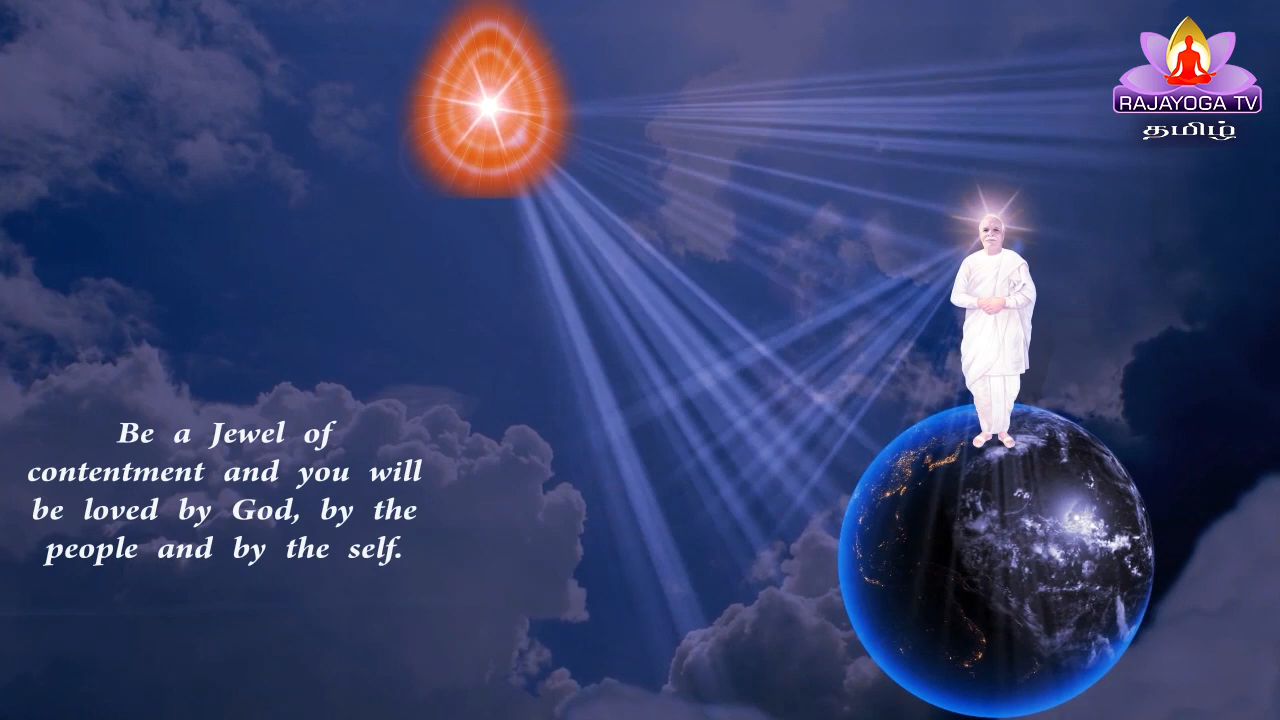 RAJAYOGA TV
தமிழ்
Be a Jewel of
contentment and you will
be loved by God, by the
people and by the self.